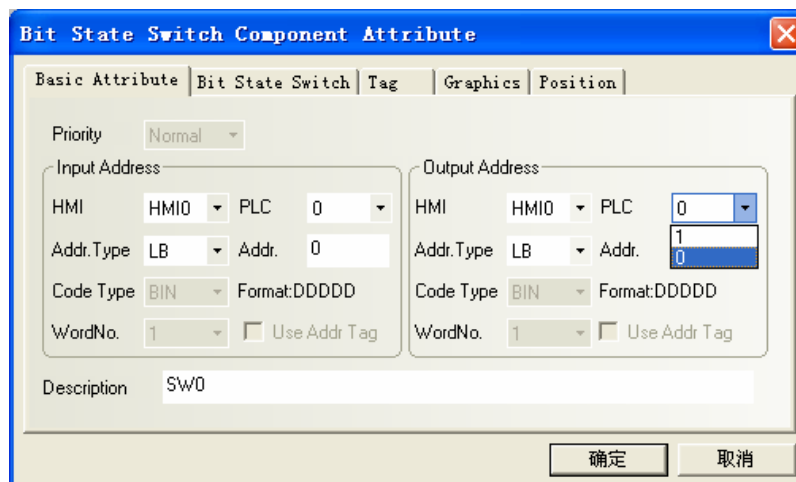 Bit State Switch Component Attribute
Basic Attribute Bit State Switch Tag Graphics Position
Priority Normal
Input Address Output Address
HMI HMI0 PLC 0 HMI HMI0 PLC 0
1
Addr.Type LB Addr. 0 Addr.Type LB Addr. 0
Code Type BIN Format:DDDDD Code Type BIN Format:DDDDD
WordNo. 1 Use Addr Tag WordNo. 1 Use Addr Tag
Description SW0
确定 取消